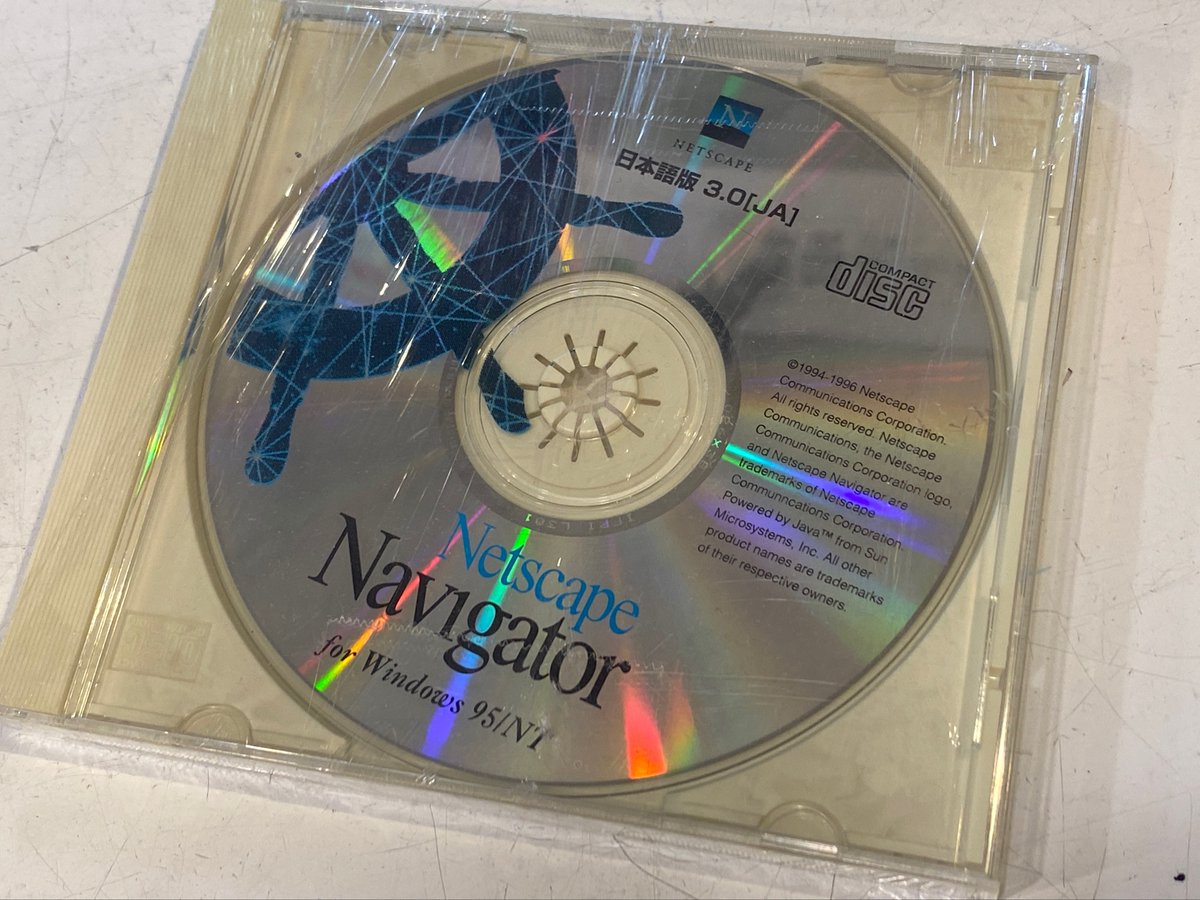 N
NETSCAPE
日本語版 3.0[JA]
COMPACT
disc
©1994-1996 Netscape
Communications Corporation.
All rights reserved. Netscape
Communications, the Netscape
Communications Corporation logo,
and Netscape Navigator are
trademarks of Netscape
Communncations Corporation.
Powered by Java™ from Sun
Microsystems, Inc. All other
product names are trademarks
of their respective owners.
Netscape
Navigator
for Windows 95/NT